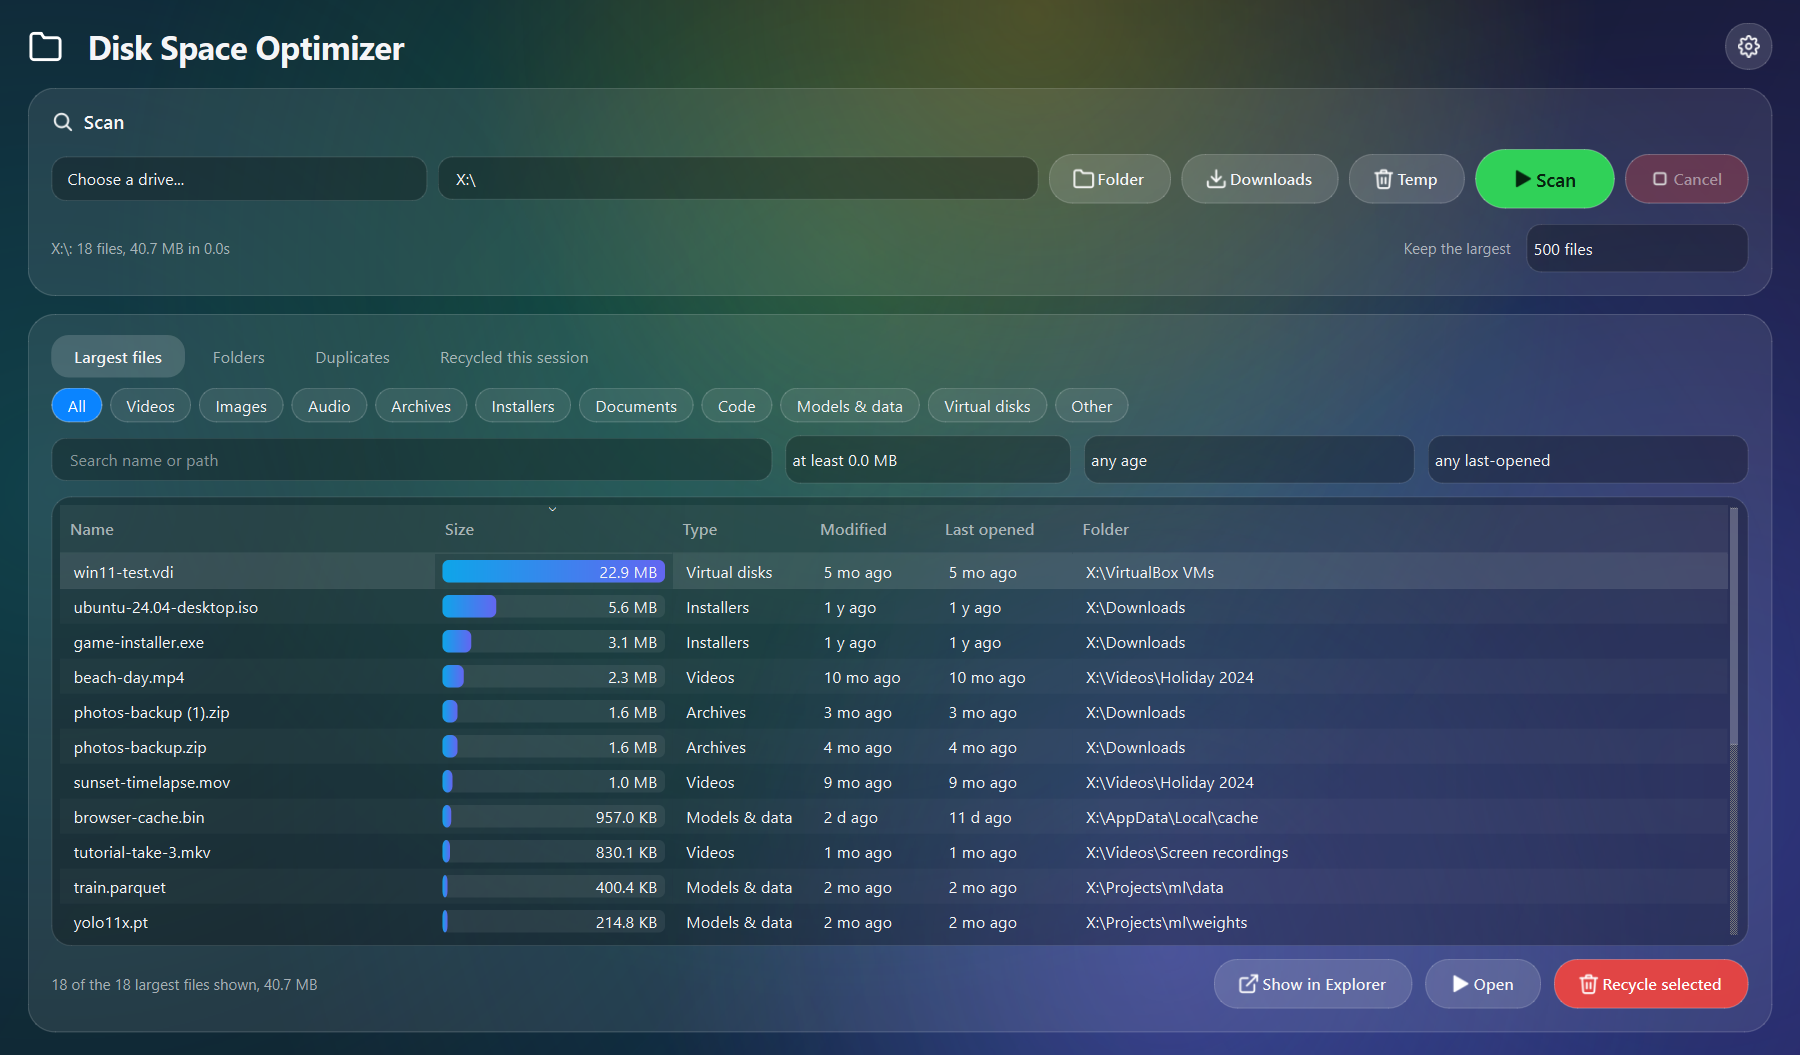 Disk Space Optimizer
Scan
Choose a drive...
X:\
Folder
Downloads
Temp
Scan
Cancel
X:\: 18 files, 40.7 MB in 0.0s
Keep the largest
500 files
Largest files
Folders
Duplicates
Recycled this session
All
Videos
Images
Audio
Archives
Installers
Documents
Code
Models & data
Virtual disks
Other
Search name or path
at least 0.0 MB
any age
any last-opened
Name Size Type Modified Last opened Folder
win11-test.vdi 22.9 MB Virtual disks 5 mo ago 5 mo ago X:\VirtualBox VMs
ubuntu-24.04-desktop.iso 5.6 MB Installers 1 y ago 1 y ago X:\Downloads
game-installer.exe 3.1 MB Installers 1 y ago 1 y ago X:\Downloads
beach-day.mp4 2.3 MB Videos 10 mo ago 10 mo ago X:\Videos\Holiday 2024
photos-backup (1).zip 1.6 MB Archives 3 mo ago 3 mo ago X:\Downloads
photos-backup.zip 1.6 MB Archives 4 mo ago 4 mo ago X:\Downloads
sunset-timelapse.mov 1.0 MB Videos 9 mo ago 9 mo ago X:\Videos\Holiday 2024
browser-cache.bin 957.0 KB Models & data 2 d ago 11 d ago X:\AppData\Local\cache
tutorial-take-3.mkv 830.1 KB Videos 1 mo ago 1 mo ago X:\Videos\Screen recordings
train.parquet 400.4 KB Models & data 2 mo ago 2 mo ago X:\Projects\ml\data
yolo11x.pt 214.8 KB Models & data 2 mo ago 2 mo ago X:\Projects\ml\weights
18 of the 18 largest files shown, 40.7 MB
Show in Explorer
Open
Recycle selected